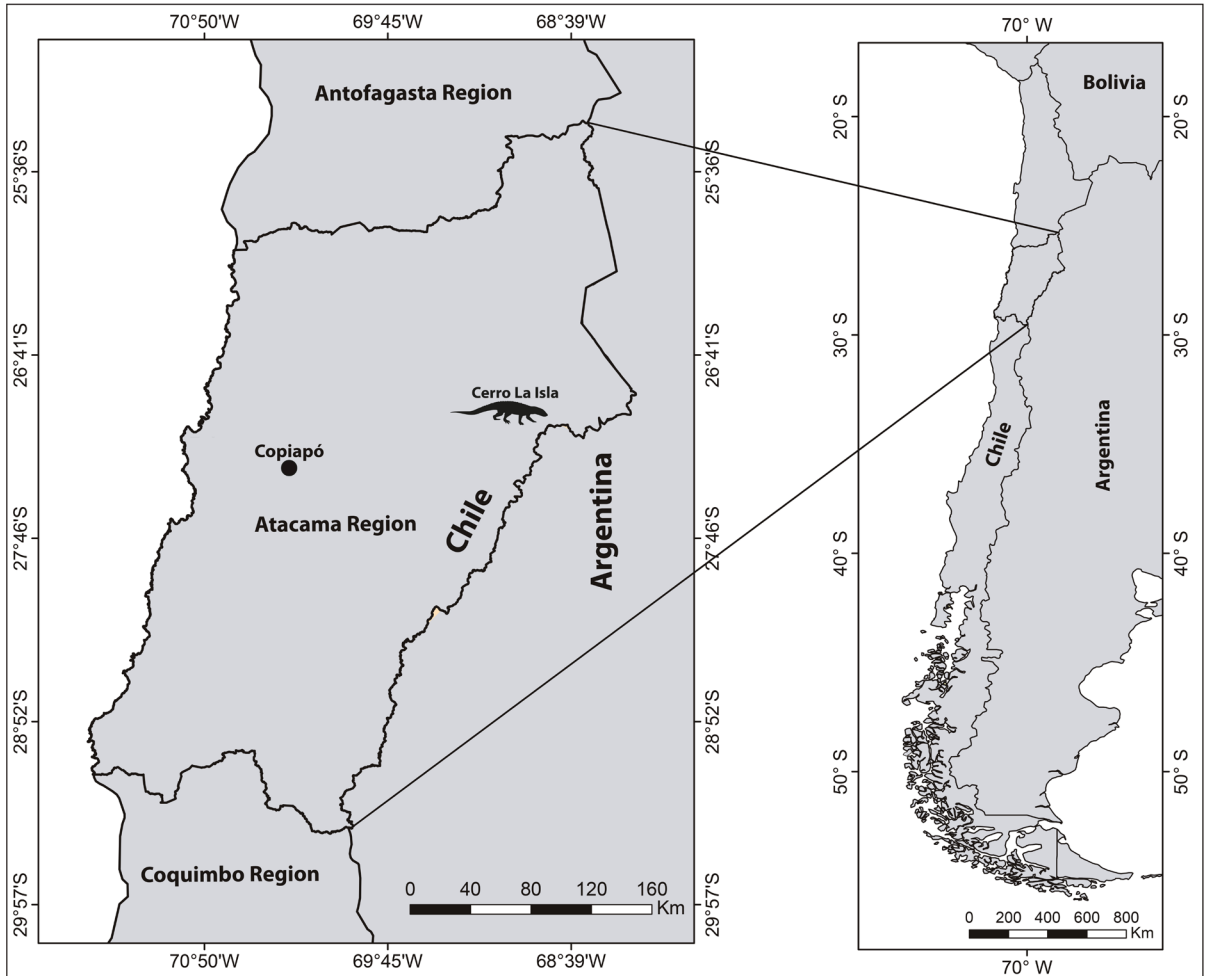 70°50'W 69°45'W 68°39'W
70° W
Antofagasta Region
Bolivia
20° S
20° S
25°36'S
25°36'S
30° S
30° S
26°41'S
26°41'S
Cerro La Isla
Copiapó
Atacama Region
Chile
Argentina
Chile
Argentina
27°46'S
27°46'S
40° S
40° S
28°52'S
28°52'S
50° S
50° S
Coquimbo Region
0 40 80 120 160
Km
29°57'S
29°57'S
0 200 400 600 800
Km
70°50'W 69°45'W 68°39'W
70° W